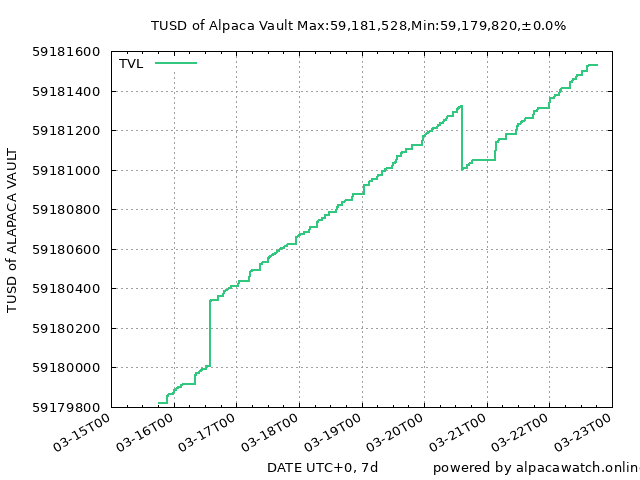 TUSD of Alpaca Vault Max:59,181,528,Min:59,179,820,±0.0%
TVL
59181600
59181400
59181200
59181000
59180800
59180600
59180400
59180200
59180000
59179800
TUSD of ALAPACA VAULT
03-15T00
03-16T00
03-17T00
03-18T00
03-19T00
03-20T00
03-21T00
03-22T00
03-23T00
DATE UTC+0, 7d
powered by alpacawatch.online